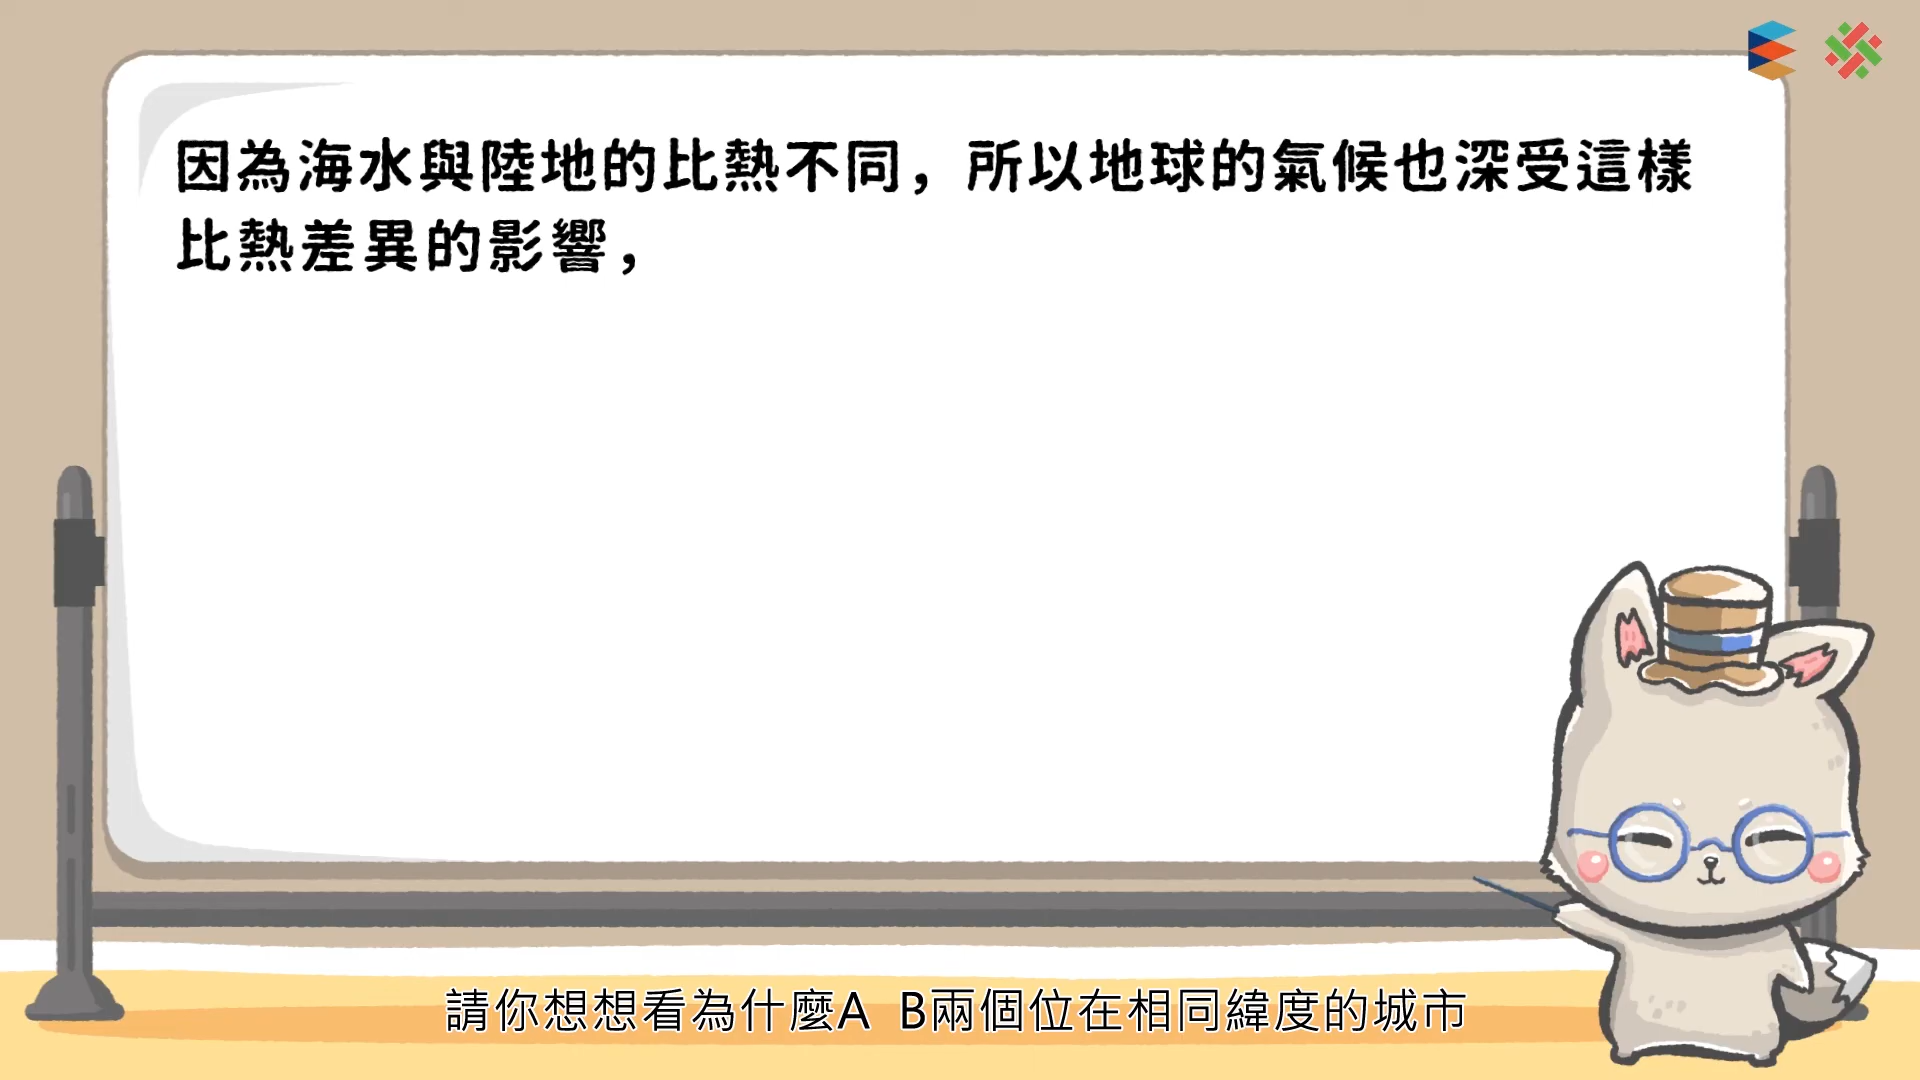 因為海水與陸地的比熱不同，所以地球的氣候也深受這樣
比熱差異的影響，
請你想想看為什麼A B兩個位在相同緯度的城市